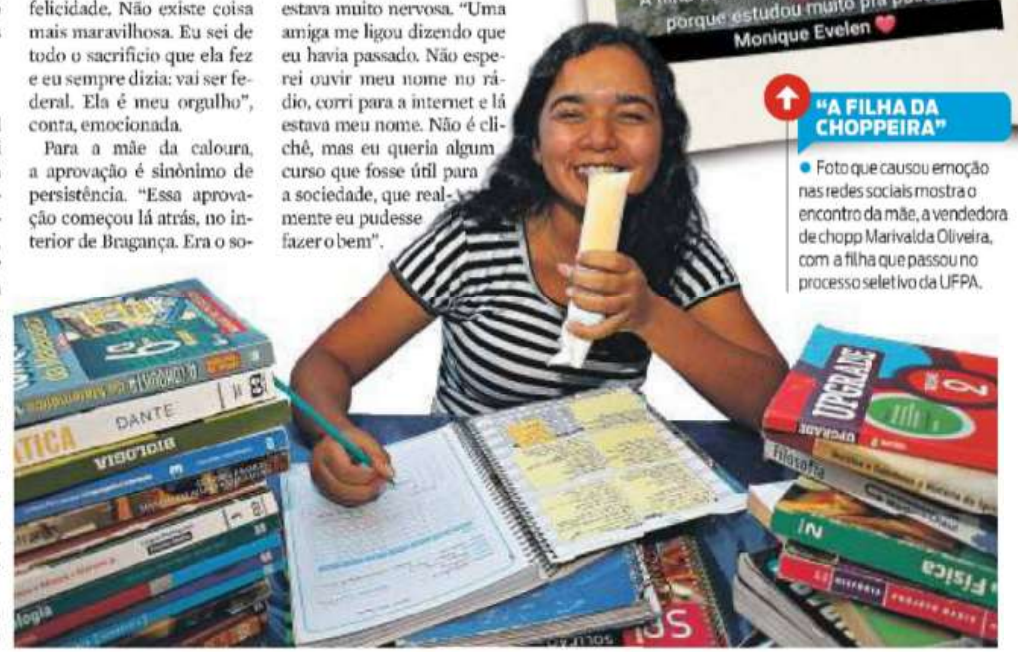 felicidade. Não existe coisa
mais maravilhosa. Eu sei de
todo o sacrifício que ela fez
e eu sempre dizia: vai ser fe-
deral. Ela é meu orgulho”,
conta, emocionada.
Para a mãe da caloura,
a aprovação é sinônimo de
persistência. “Essa aprova-
ção começou lá atrás, no in-
terior de Bragança. Era o so-
estava muito nervosa. “Uma
amiga me ligou dizendo que
eu havia passado. Não espe-
rei ouvir meu nome no rá-
dio, corri para a internet e lá
estava meu nome. Não é cli-
chê, mas eu queria algum
curso que fosse útil para
a sociedade, que real-
mente eu pudesse
fazer o bem”.
porque estudou muito pra
Monique Evelen ❤
“A FILHA DA
CHOPPEIRA”
• Foto que causou emoção
nas redes sociais mostra o
encontro da mãe, a vendedora
de chopp Marivalda Oliveira,
com a filha que passou no
processo seletivo da UFPA.
DANTE
BIOLOGIA
3
UPGRADE
2
UPGRADE
Filosofia
2
Física